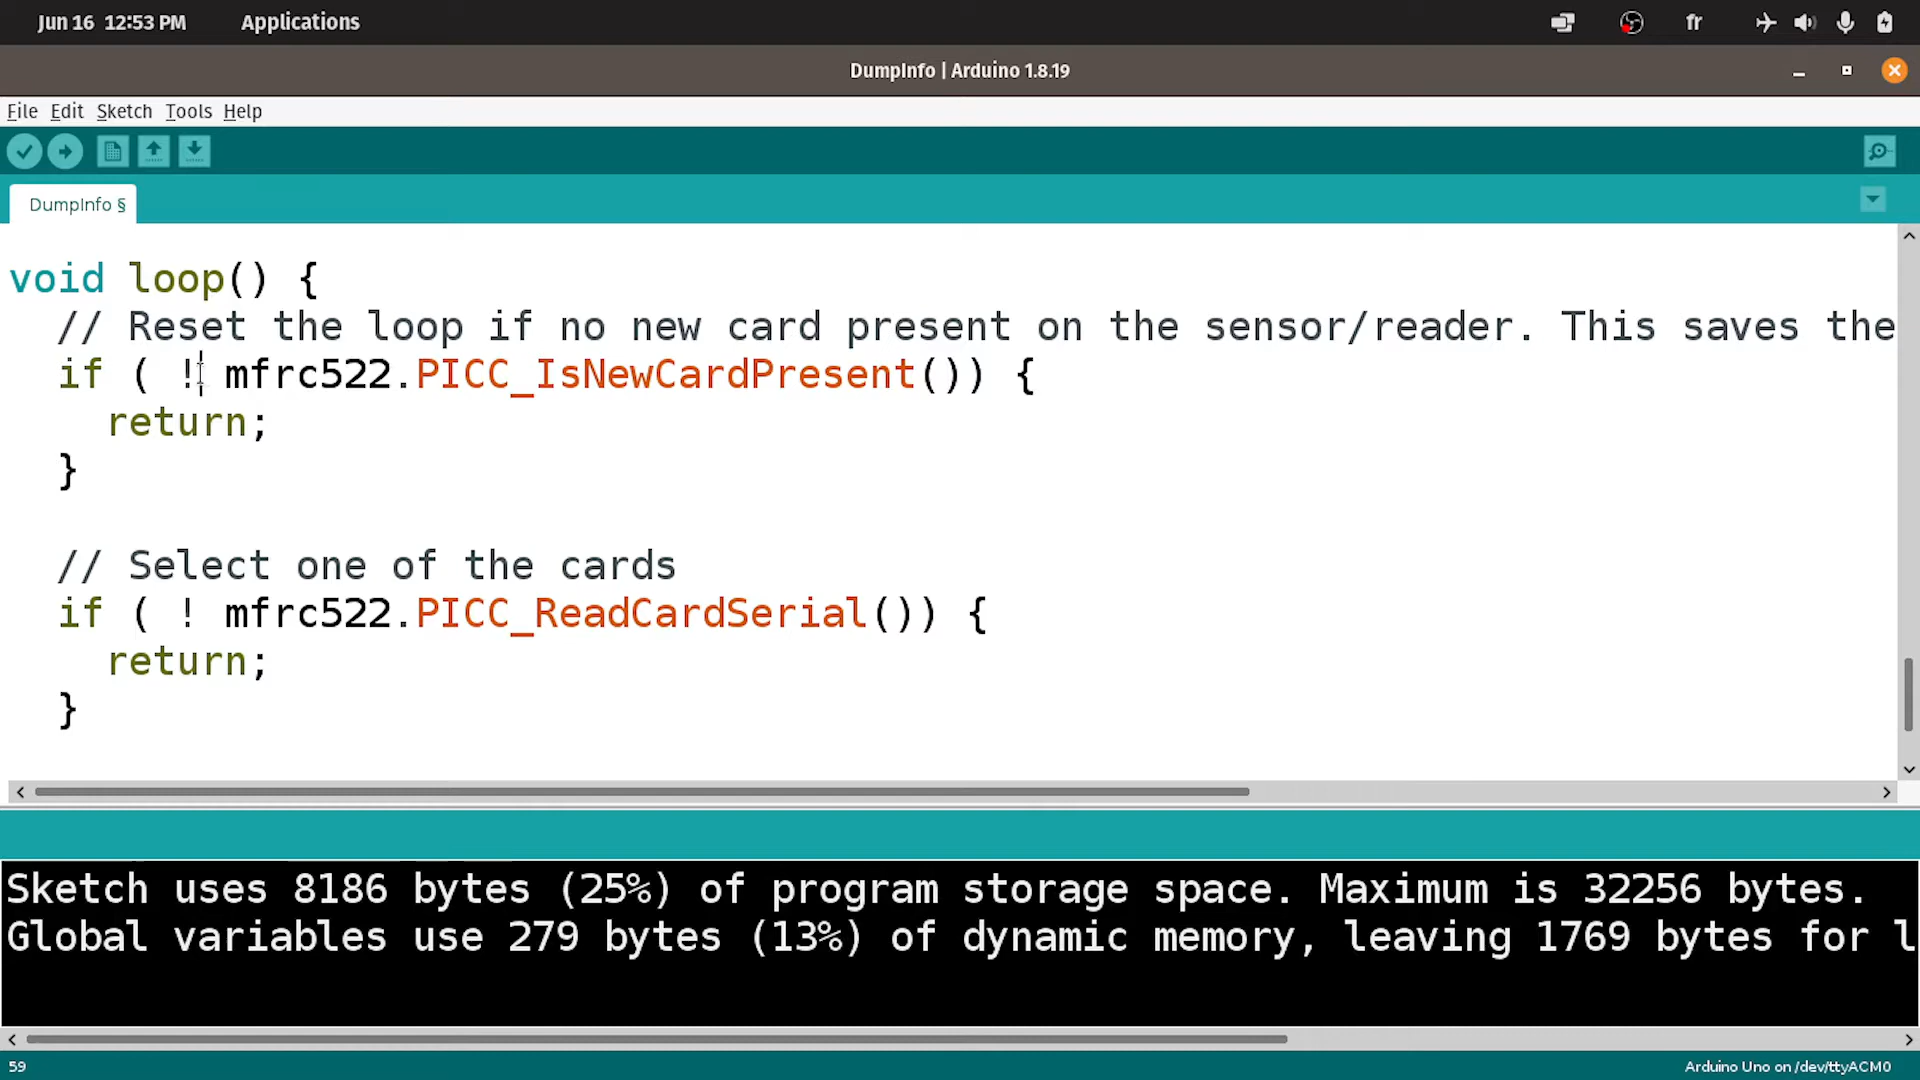 Jun 16 12:53 PM Applications fr
DumpInfo | Arduino 1.8.19
File Edit Sketch Tools Help
DumpInfo §
void loop() {
// Reset the loop if no new card present on the sensor/reader. This saves the
if ( ! mfrc522.PICC_IsNewCardPresent()) {
return;
}
// Select one of the cards
if ( ! mfrc522.PICC_ReadCardSerial()) {
return;
}
Sketch uses 8186 bytes (25%) of program storage space. Maximum is 32256 bytes.
Global variables use 279 bytes (13%) of dynamic memory, leaving 1769 bytes for l
59 Arduino Uno on /dev/ttyACM0